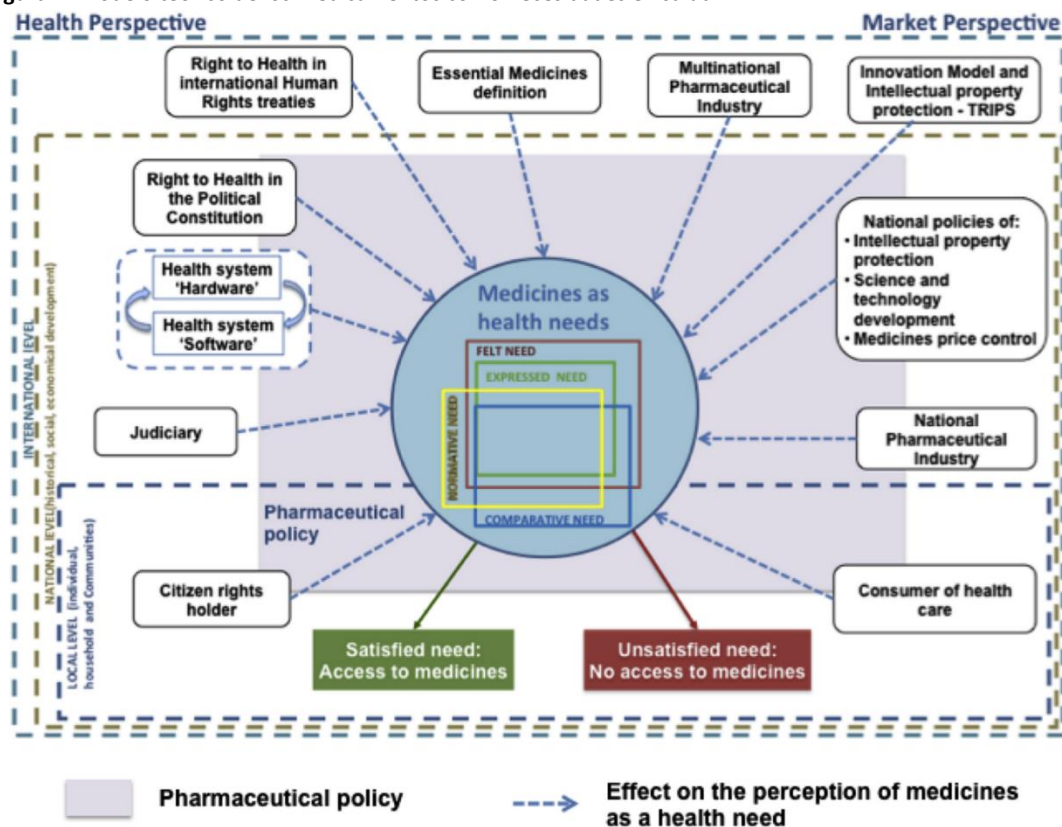 Health Perspective
Market Perspective
Right to Health in
international Human
Rights treaties
Essential Medicines
definition
Multinational
Pharmaceutical
Industry
Innovation Model and
Intellectual property
protection - TRIPS
Right to Health in
the Political
Constitution
National policies of:
• Intellectual property
protection
• Science and
technology
development
• Medicines price control
Health system
'Hardware'
Health system
'Software'
Medicines as
health needs
FELT NEED
EXPRESSED NEED
NORMATIVE NEED
COMPARATIVE NEED
Judiciary
National
Pharmaceutical
Industry
INTERNATIONAL LEVEL
NATIONAL LEVEL(historical, social, economical development)
LOCAL LEVEL (individual,
household and Communities)
Pharmaceutical
policy
Citizen rights
holder
Consumer of health
care
Satisfied need:
Access to medicines
Unsatisfied need:
No access to medicines
Pharmaceutical policy
Effect on the perception of medicines
as a health need